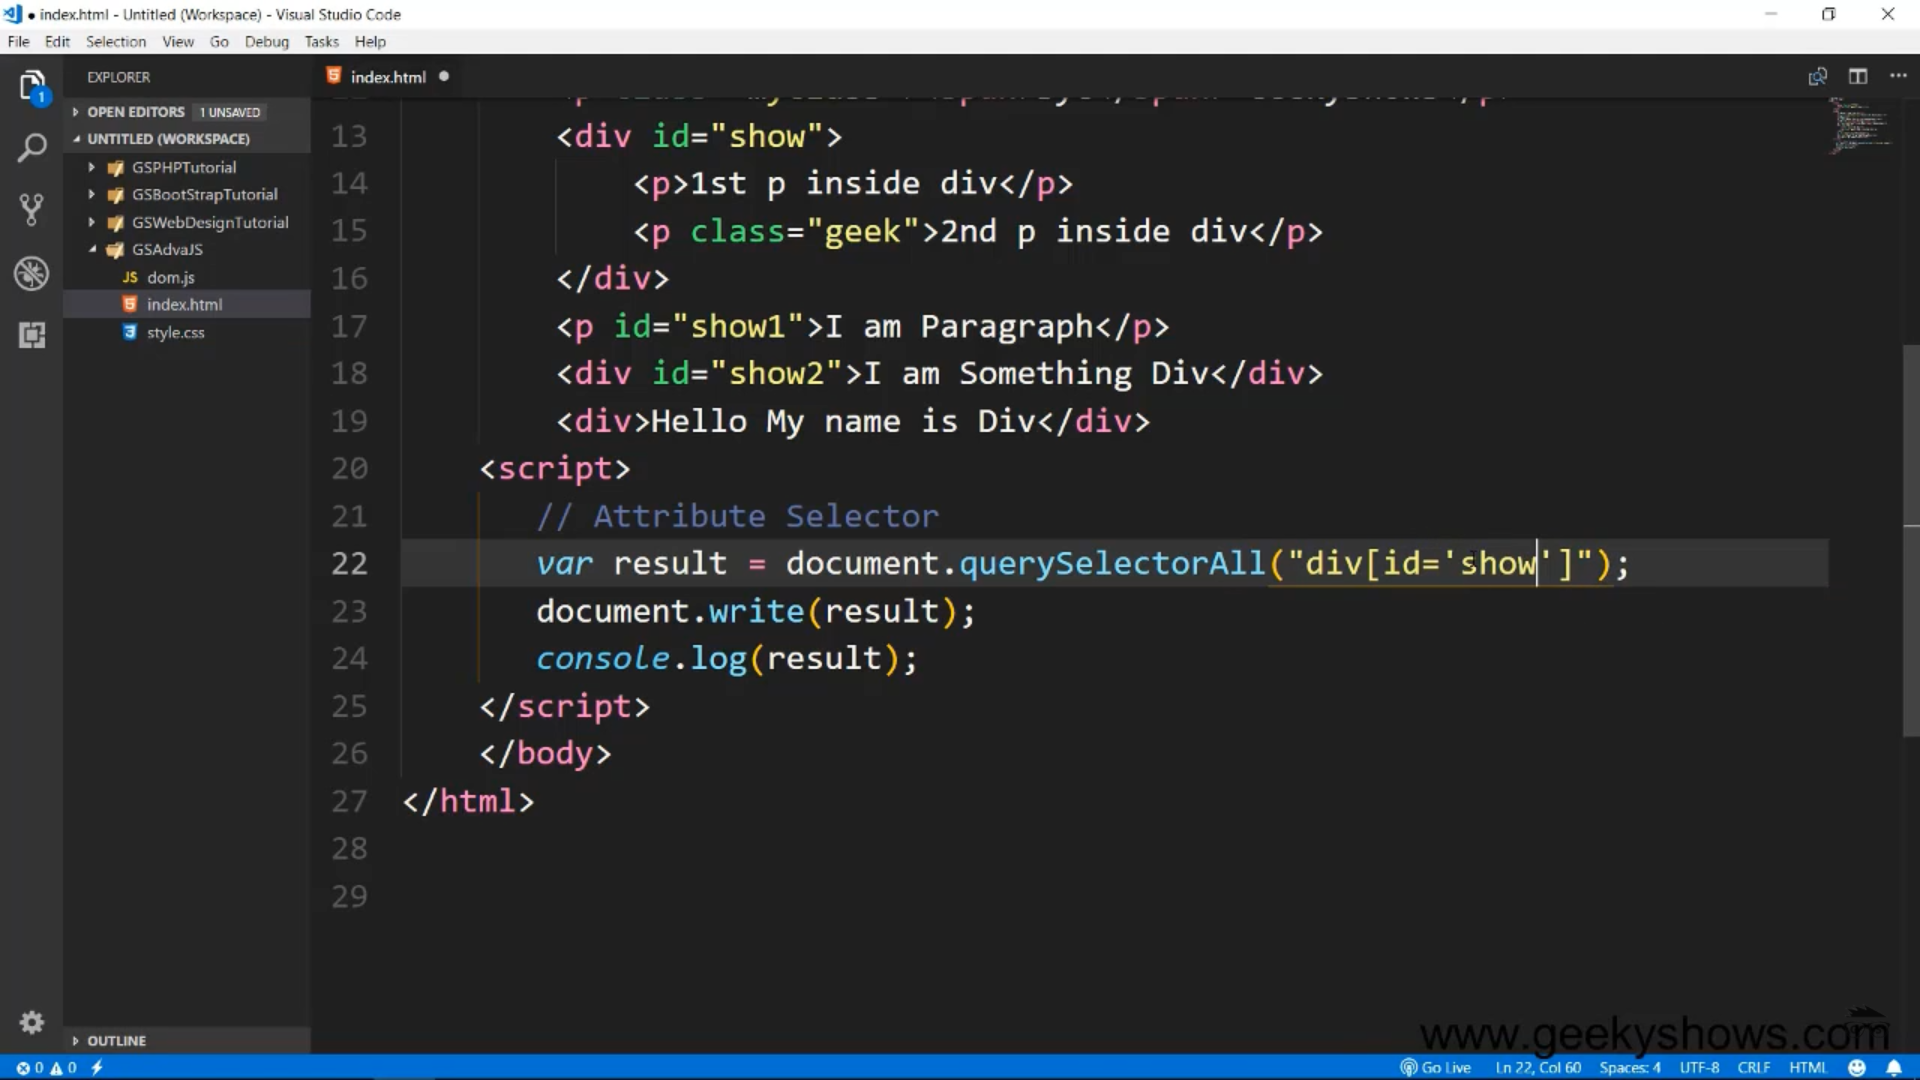 index.html - Untitled (Workspace) - Visual Studio Code
File Edit Selection View Go Debug Tasks Help
EXPLORER
index.html
OPEN EDITORS 1 UNSAVED
UNTITLED (WORKSPACE)
GSPHPTutorial
GSBootStrapTutorial
GSWebDesignTutorial
GSAdvaJS
JS dom.js
index.html
style.css
OUTLINE
1
13 <div id="show">
14 <p>1st p inside div</p>
15 <p class="geek">2nd p inside div</p>
16 </div>
17 <p id="show1">I am Paragraph</p>
18 <div id="show2">I am Something Div</div>
19 <div>Hello My name is Div</div>
20 <script>
21 // Attribute Selector
22 var result = document.querySelectorAll("div[id='show']");
23 document.write(result);
24 console.log(result);
25 </script>
26 </body>
27 </html>
28
29
www.geekyshows.com
0 0 Go Live Ln 22, Col 60 Spaces: 4 UTF-8 CRLF HTML